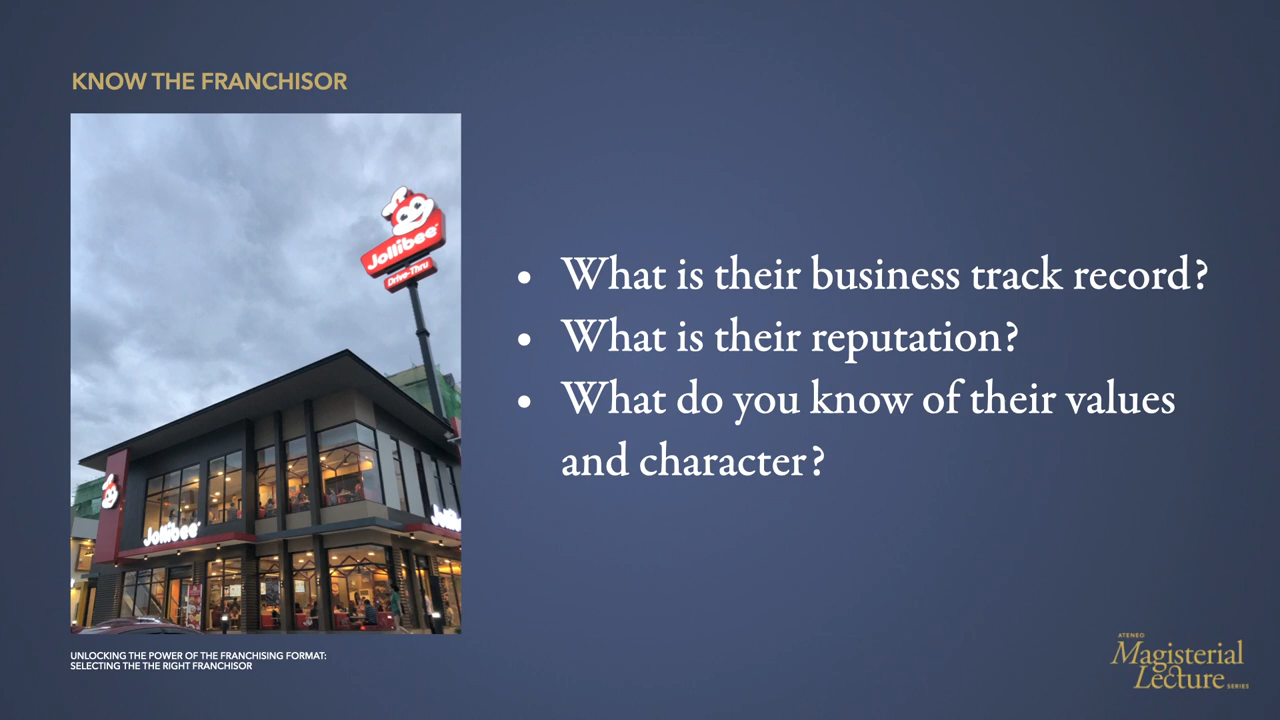 KNOW THE FRANCHISOR
Jollibee
Drive-Thru
Jollibee
• What is their business track record?
• What is their reputation?
• What do you know of their values
and character?
UNLOCKING THE POWER OF THE FRANCHISING FORMAT:
SELECTING THE THE RIGHT FRANCHISOR
ATENEO
Magisterial
Lecture SERIES